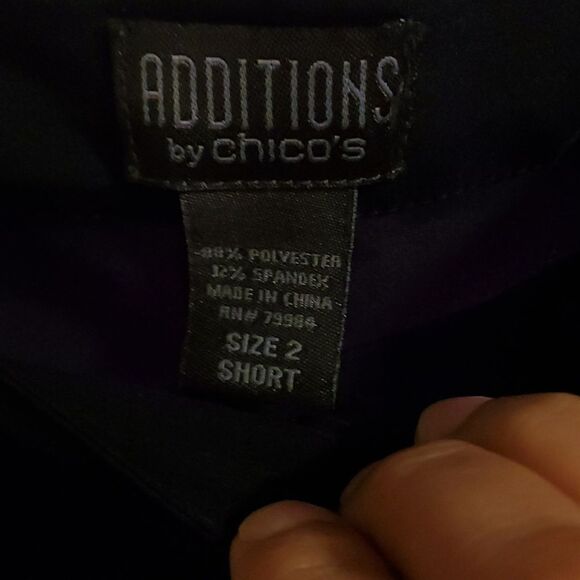 ADDITIONS
by chico's
88% POLYESTER
12% SPANDEX
MADE IN CHINA
RN# 79984
SIZE 2
SHORT